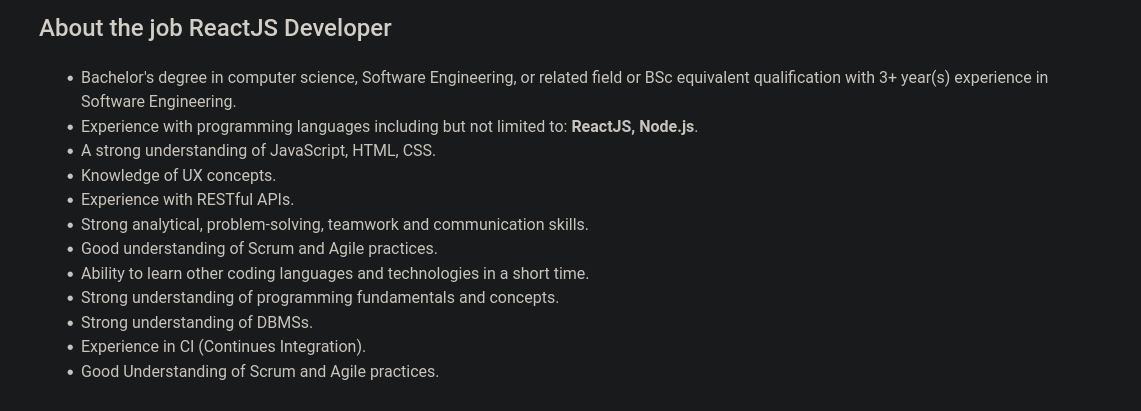 About the job ReactJS Developer
• Bachelor's degree in computer science, Software Engineering, or related field or BSc equivalent qualification with 3+ year(s) experience in
Software Engineering.
• Experience with programming languages including but not limited to: ReactJS, Node.js.
• A strong understanding of JavaScript, HTML, CSS.
• Knowledge of UX concepts.
• Experience with RESTful APIs.
• Strong analytical, problem-solving, teamwork and communication skills.
• Good understanding of Scrum and Agile practices.
• Ability to learn other coding languages and technologies in a short time.
• Strong understanding of programming fundamentals and concepts.
• Strong understanding of DBMSs.
• Experience in CI (Continues Integration).
• Good Understanding of Scrum and Agile practices.